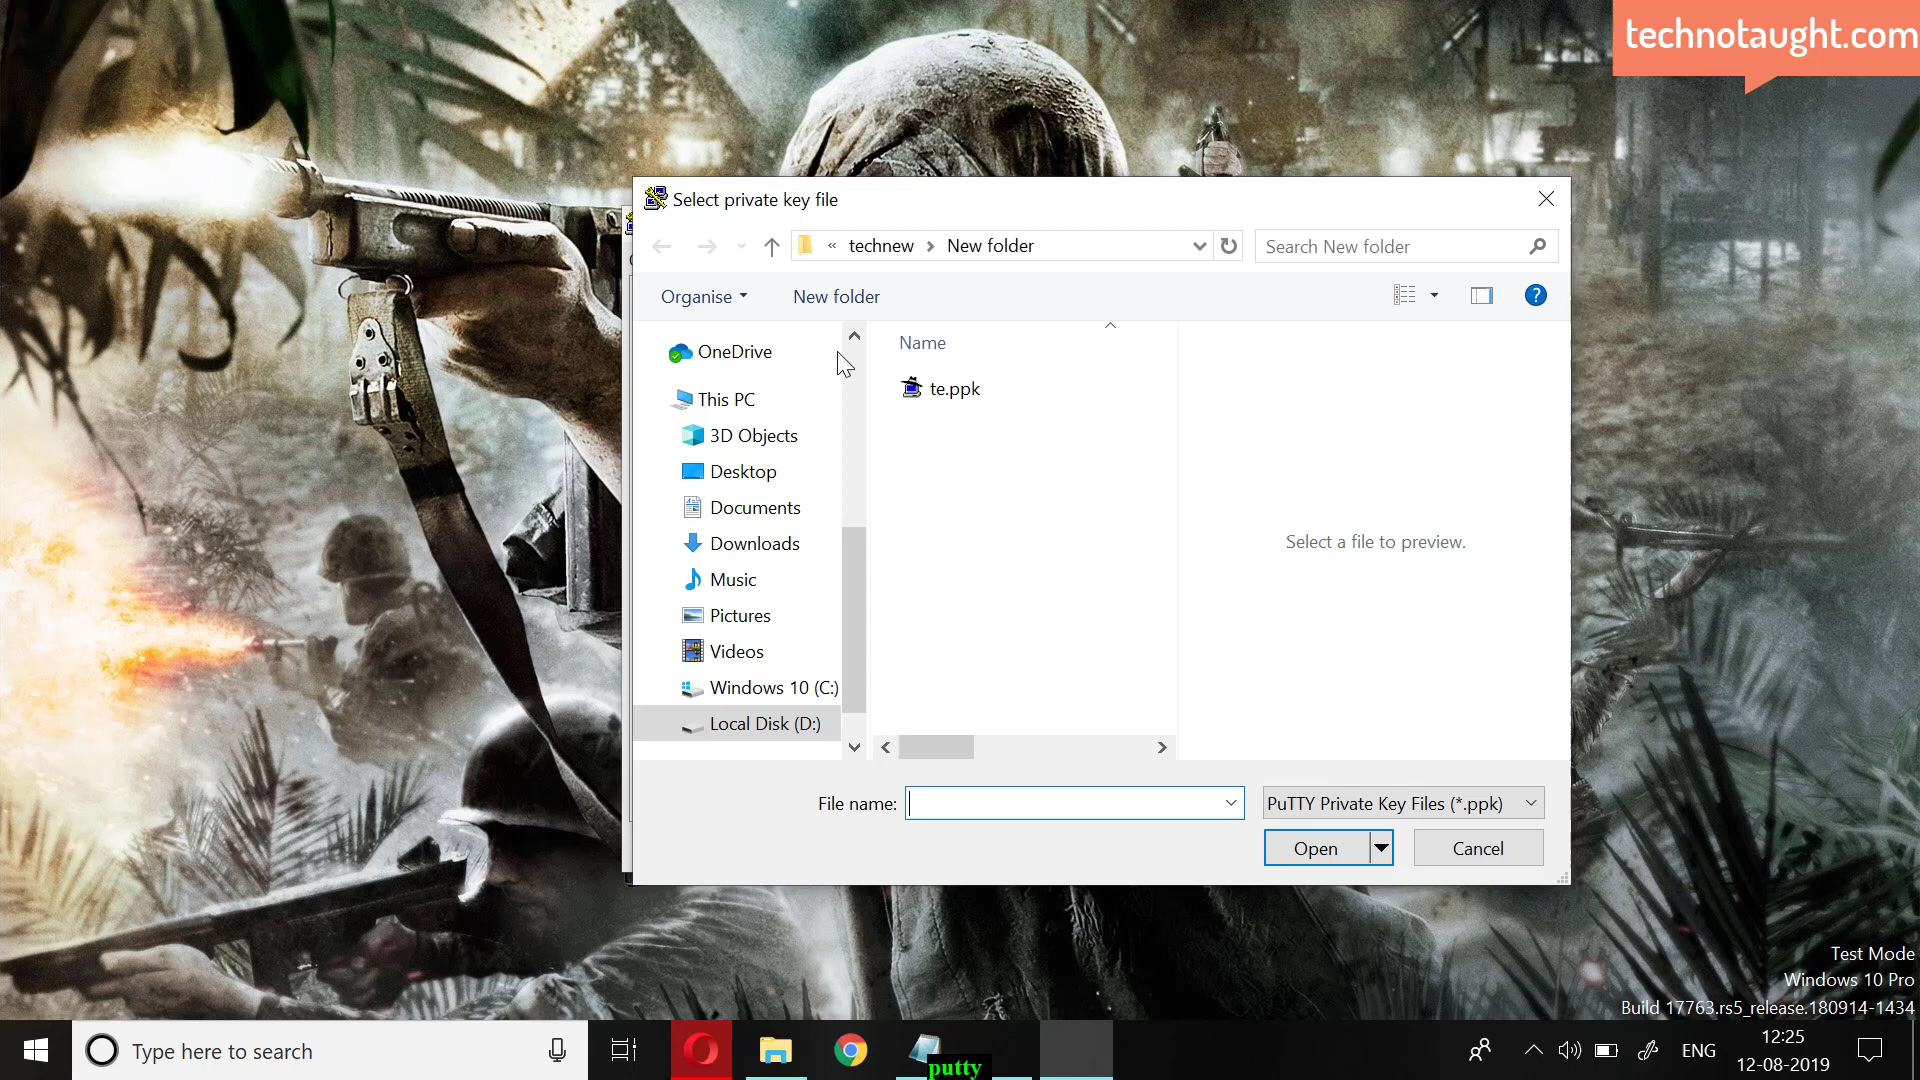 technotaught.com
Select private key file
« technew > New folder
Search New folder
Organise
New folder
?
OneDrive
This PC
3D Objects
Desktop
Documents
Downloads
Music
Pictures
Videos
Windows 10 (C:)
Local Disk (D:)
Name
te.ppk
Select a file to preview.
File name:
PuTTY Private Key Files (*.ppk)
Open
Cancel
Test Mode
Windows 10 Pro
Build 17763.rs5_release.180914-1434
Type here to search
putty
ENG
12:25
12-08-2019